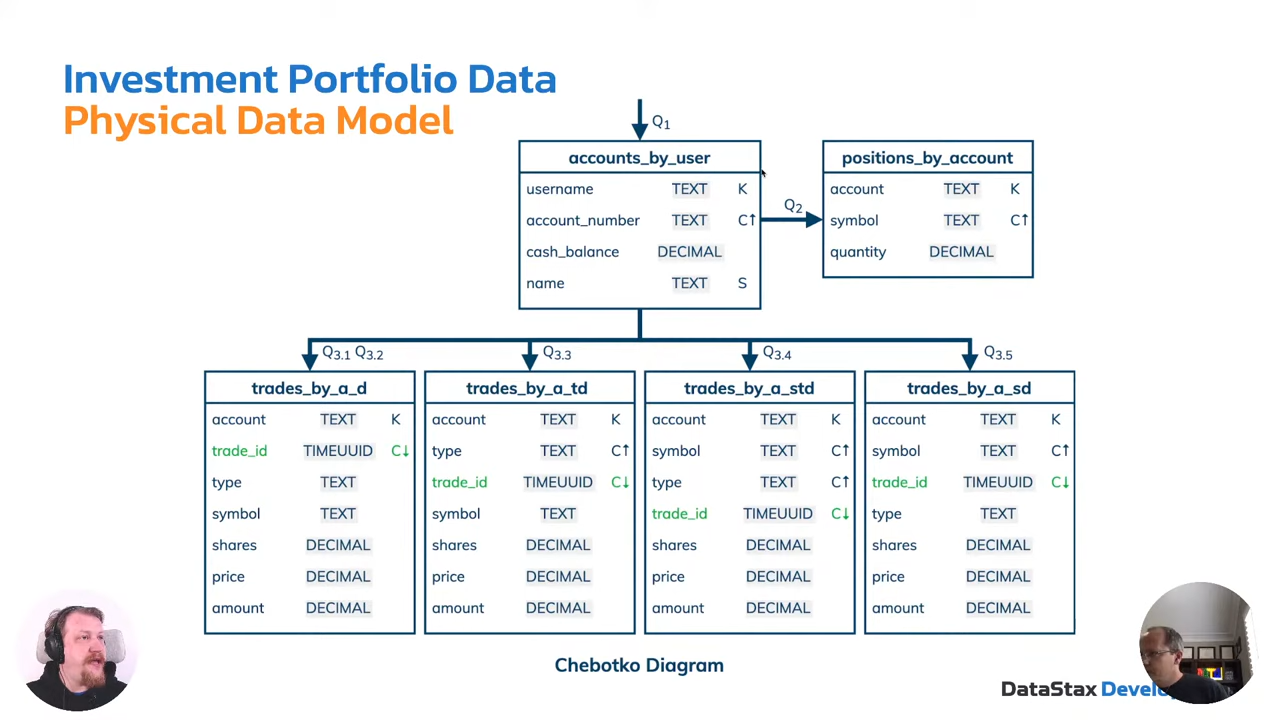 Investment Portfolio Data
Physical Data Model
Q1
accounts_by_user
username TEXT K
account_number TEXT C↑
cash_balance DECIMAL
name TEXT S
Q2
positions_by_account
account TEXT K
symbol TEXT C↑
quantity DECIMAL
Q3.1 Q3.2
trades_by_a_d
account TEXT K
trade_id TIMEUUID C↓
type TEXT
symbol TEXT
shares DECIMAL
price DECIMAL
amount DECIMAL
Q3.3
trades_by_a_td
account TEXT K
type TEXT C↑
trade_id TIMEUUID C↓
symbol TEXT
shares DECIMAL
price DECIMAL
amount DECIMAL
Q3.4
trades_by_a_std
account TEXT K
symbol TEXT C↑
type TEXT C↑
trade_id TIMEUUID C↓
shares DECIMAL
price DECIMAL
amount DECIMAL
Q3.5
trades_by_a_sd
account TEXT K
symbol TEXT C↑
trade_id TIMEUUID C↓
type TEXT
shares DECIMAL
price DECIMAL
amount DECIMAL
Chebotko Diagram
DataStax